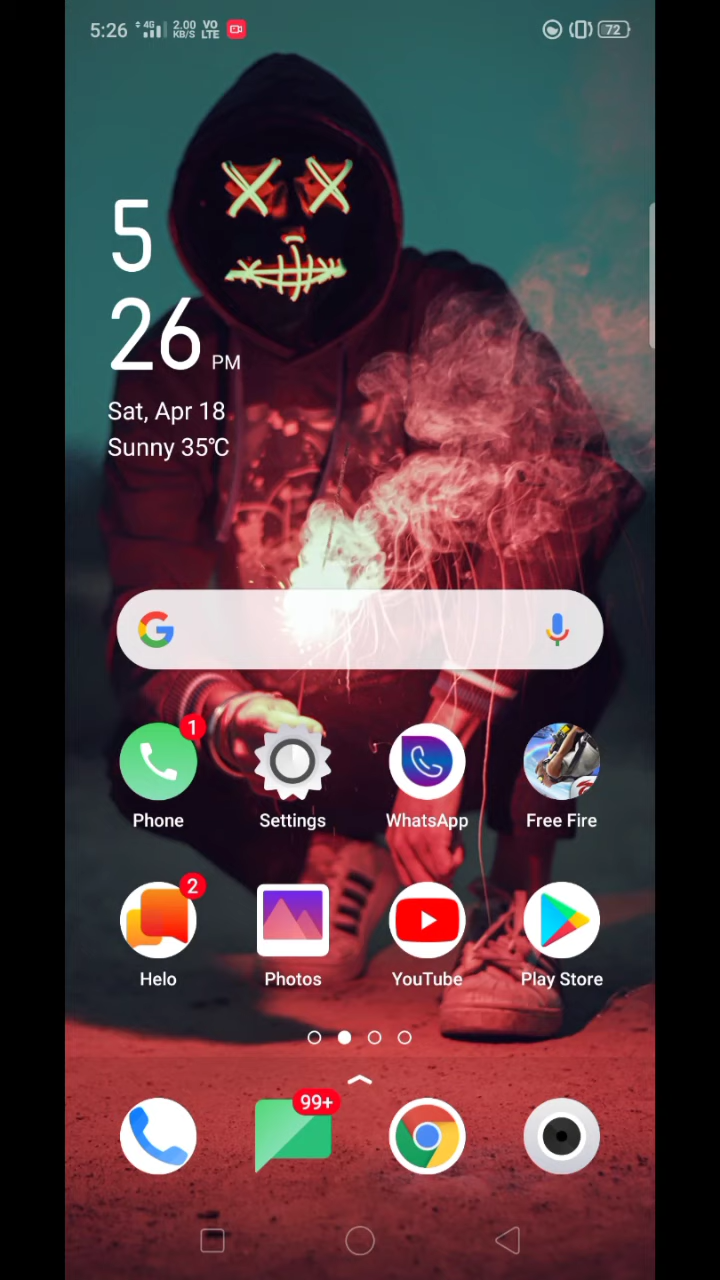 5:26 4G 2.00 KB/S VO LTE 72
5
26 PM
Sat, Apr 18
Sunny 35℃
1
Phone Settings WhatsApp Free Fire
2
Helo Photos YouTube Play Store
99+